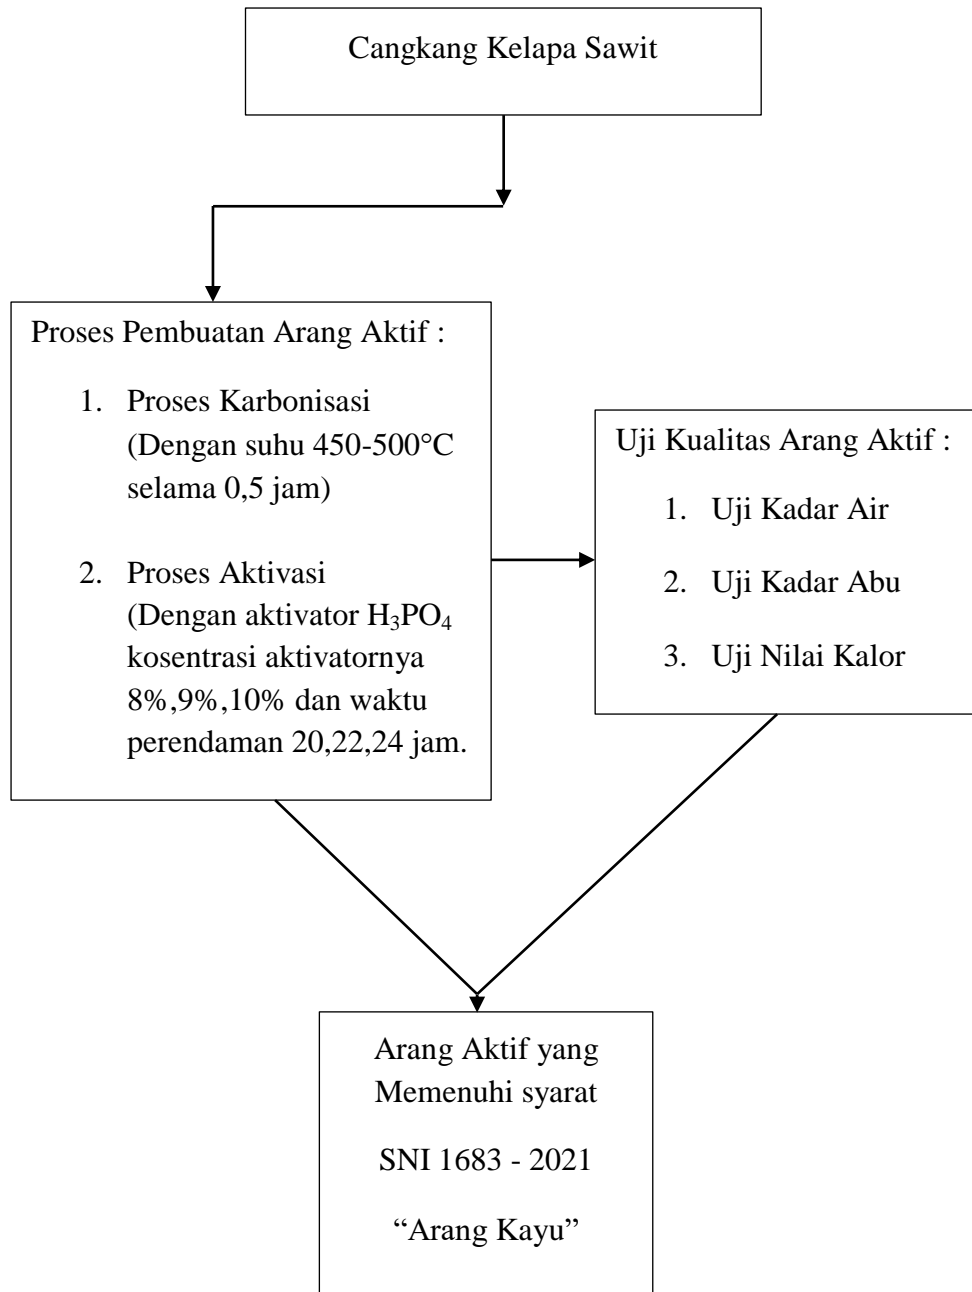 Cangkang Kelapa Sawit
Proses Pembuatan Arang Aktif :
1. Proses Karbonisasi
(Dengan suhu 450-500°C
selama 0,5 jam)
2. Proses Aktivasi
(Dengan aktivator H₃PO₄
kosentrasi aktivatornya
8%,9%,10% dan waktu
perendaman 20,22,24 jam.
Uji Kualitas Arang Aktif :
1. Uji Kadar Air
2. Uji Kadar Abu
3. Uji Nilai Kalor
Arang Aktif yang
Memenuhi syarat
SNI 1683 - 2021
“Arang Kayu”